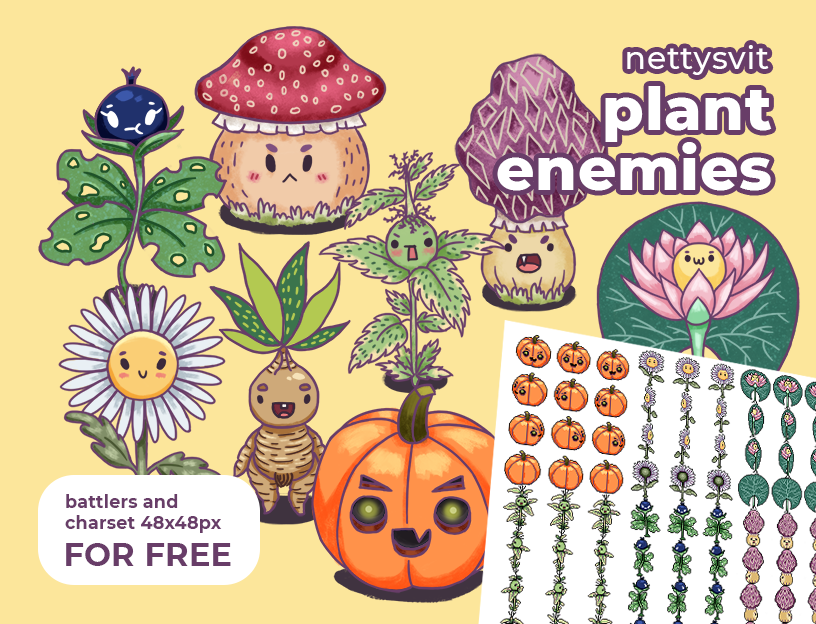 nettysvit
plant
enemies
battlers and
charset 48x48px
FOR FREE